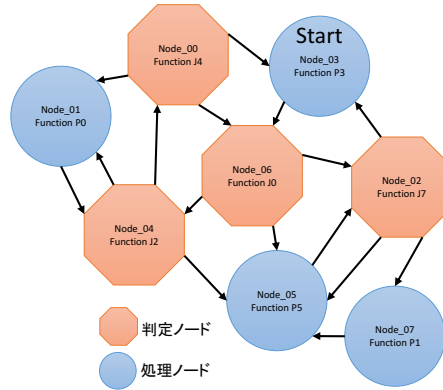 Node_00
Function J4
Start
Node_03
Function P3
Node_01
Function P0
Node_06
Function J0
Node_02
Function J7
Node_04
Function J2
Node_05
Function P5
Node_07
Function P1
判定ノード
処理ノード